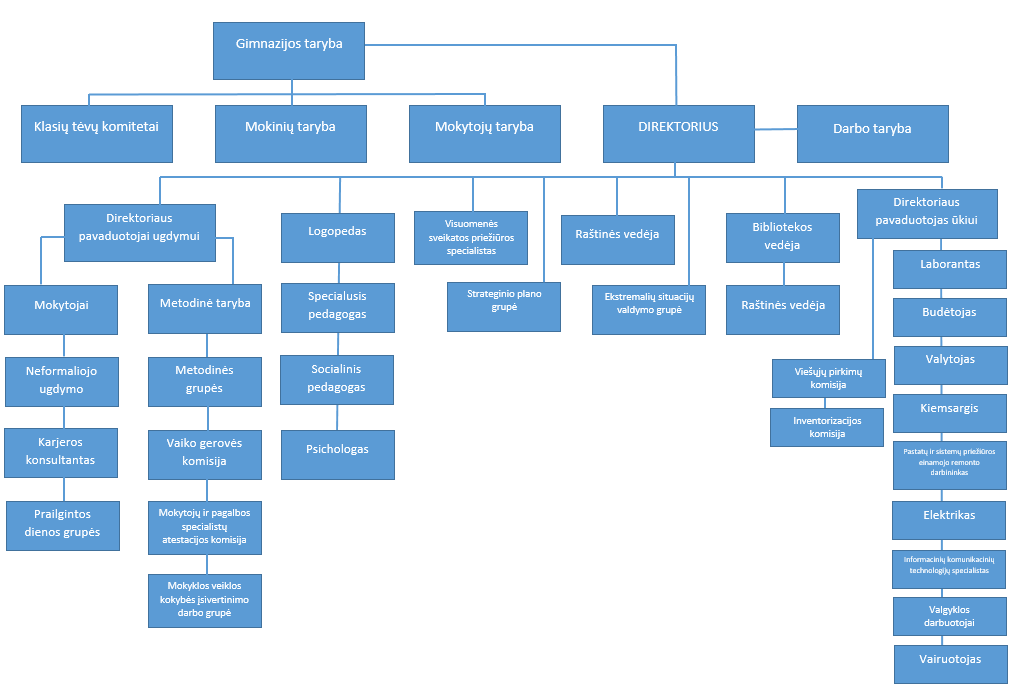 Gimnazijos taryba
Klasių tėvų komitetai
Mokinių taryba
Mokytojų taryba
DIREKTORIUS
Darbo taryba
Direktoriaus
pavaduotojai ugdymui
Logopedas
Visuomenės
sveikatos priežiūros
specialistas
Raštinės vedėja
Bibliotekos
vedėja
Direktoriaus
pavaduotojas ūkiui
Mokytojai
Neformaliojo
ugdymo
Karjeros
konsultantas
Prailgintos
dienos grupės
Metodinė taryba
Metodinės
grupės
Vaiko gerovės
komisija
Mokytojų ir pagalbos
specialistų
atestacijos komisija
Mokyklos veiklos
kokybės įsivertinimo
darbo grupė
Specialusis
pedagogas
Socialinis
pedagogas
Psichologas
Strateginio plano
grupė
Ekstremalių situacijų
valdymo grupė
Raštinės vedėja
Viešųjų pirkimų
komisija
Inventorizacijos
komisija
Laborantas
Budėtojas
Valytojas
Kiemsargis
Pastatų ir sistemų priežiūros
einamojo remonto
darbininkas
Elektrikas
Informacinių komunikacinių
technologijų specialistas
Valgyklos
darbuotojai
Vairuotojas